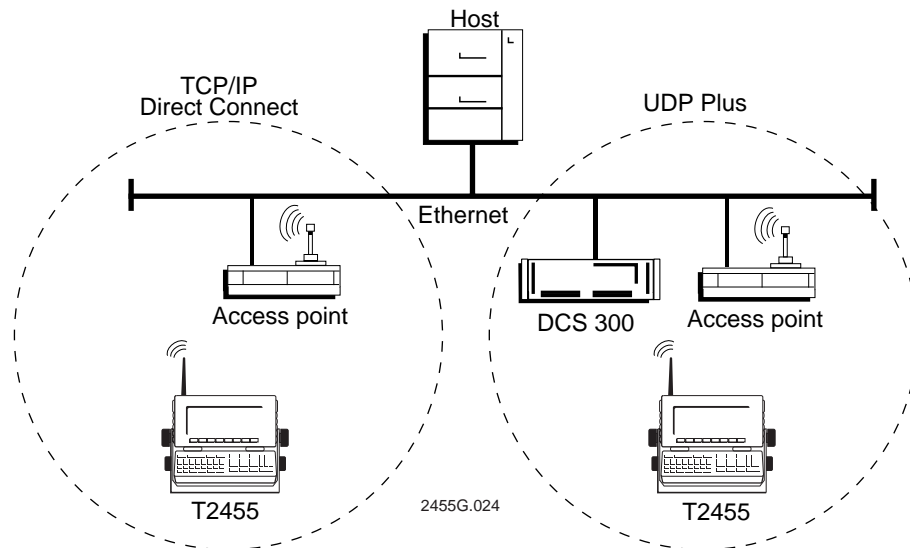 Host
TCP/IP
Direct Connect
UDP Plus
Ethernet
Access point
DCS 300
Access point
T2455
2455G.024
T2455